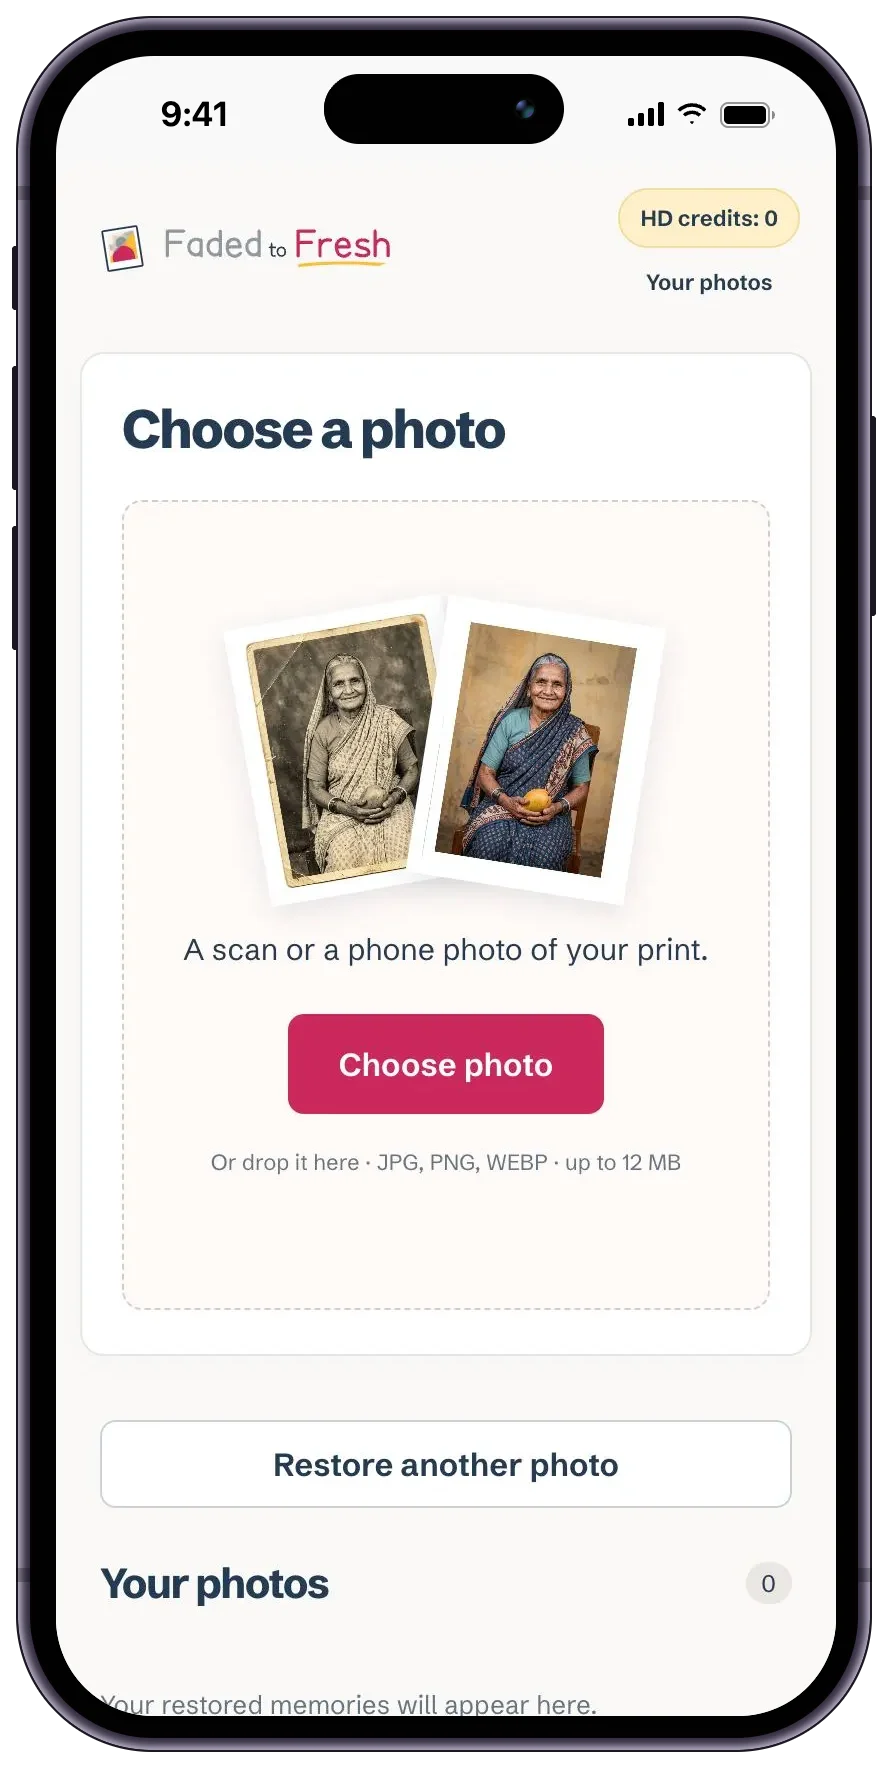 9:41
Faded to Fresh
HD credits: 0
Your photos
Choose a photo
A scan or a phone photo of your print.
Choose photo
Or drop it here · JPG, PNG, WEBP · up to 12 MB
Restore another photo
Your photos
0
Your restored memories will appear here.